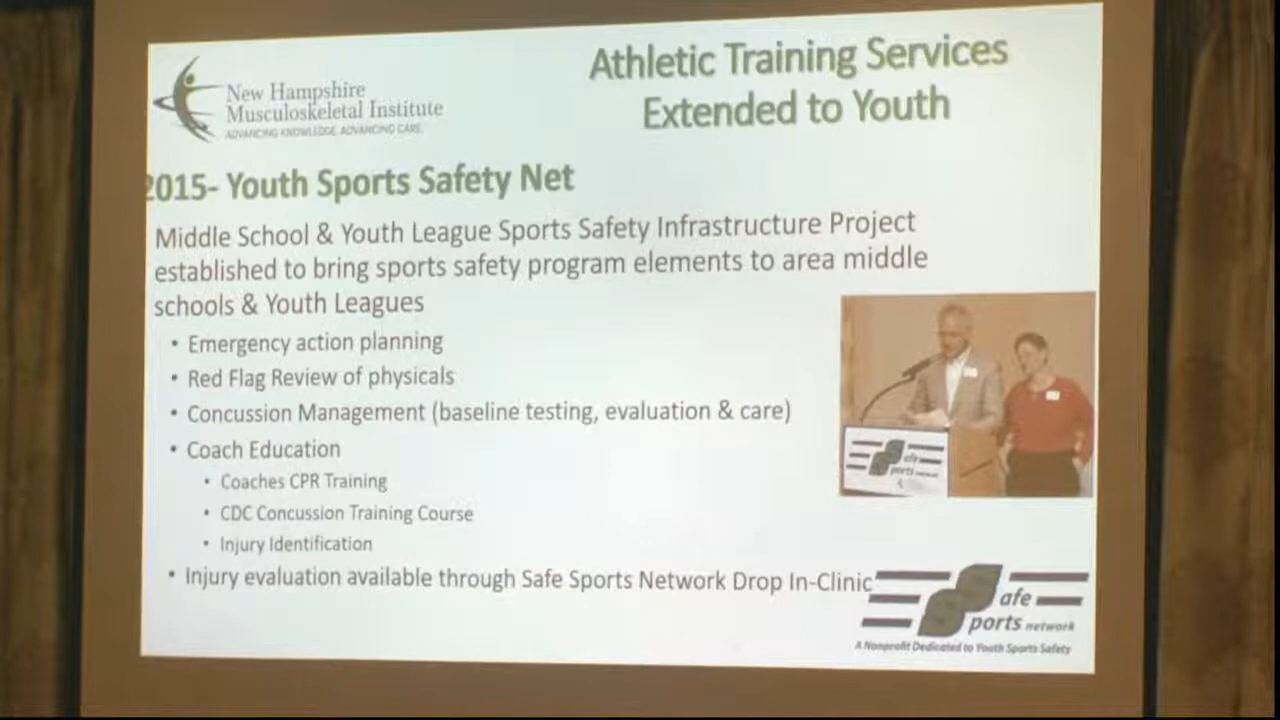 New Hampshire
Musculoskeletal Institute
ADVANCING KNOWLEDGE. ADVANCING CARE.
Athletic Training Services
Extended to Youth
2015- Youth Sports Safety Net
Middle School & Youth League Sports Safety Infrastructure Project
established to bring sports safety program elements to area middle
schools & Youth Leagues
• Emergency action planning
• Red Flag Review of physicals
• Concussion Management (baseline testing, evaluation & care)
• Coach Education
• Coaches CPR Training
• CDC Concussion Training Course
• Injury Identification
• Injury evaluation available through Safe Sports Network Drop In-Clinic
afe
ports
Safe
Sports network
A Nonprofit Dedicated to Youth Sports Safety